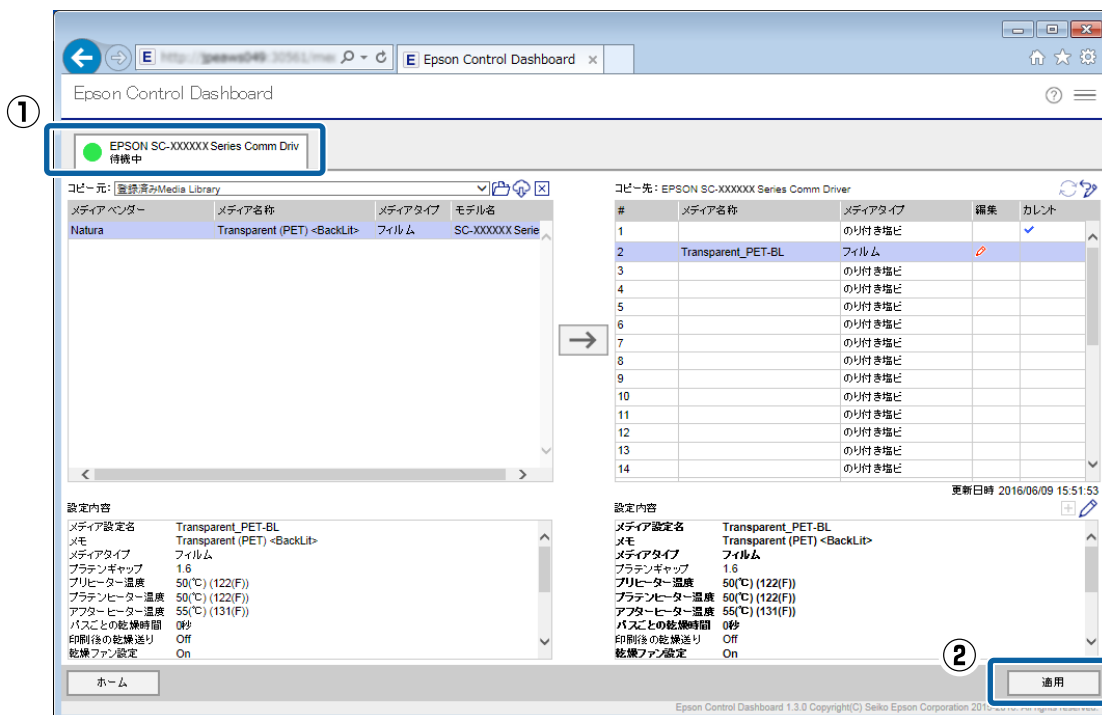 Epson Control Dashboard
Epson Control Dashboard
①
EPSON SC-XXXXXX Series Comm Driv
待機中
コピー元: 登録済みMedia Library
メディアベンダー メディア名称 メディアタイプ モデル名
Natura Transparent (PET) <BackLit> フィルム SC-XXXXXX Serie
コピー先: EPSON SC-XXXXXX Series Comm Driver
# メディア名称 メディアタイプ 編集 カレント
1 のり付き塩ビ
2 Transparent_PET-BL フィルム
3 のり付き塩ビ
4 のり付き塩ビ
5 のり付き塩ビ
6 のり付き塩ビ
7 のり付き塩ビ
8 のり付き塩ビ
9 のり付き塩ビ
10 のり付き塩ビ
11 のり付き塩ビ
12 のり付き塩ビ
13 のり付き塩ビ
14 のり付き塩ビ
更新日時 2016/06/09 15:51:53
設定内容
メディア設定名 Transparent_PET-BL
メモ Transparent (PET) <BackLit>
メディアタイプ フィルム
プラテンギャップ 1.6
プリヒーター温度 50(℃) (122(F))
プラテンヒーター温度 50(℃) (122(F))
アフターヒーター温度 55(℃) (131(F))
パスごとの乾燥時間 0秒
印刷後の乾燥送り Off
乾燥ファン設定 On
設定内容
メディア設定名 Transparent_PET-BL
メモ Transparent (PET) <BackLit>
メディアタイプ フィルム
プラテンギャップ 1.6
プリヒーター温度 50(℃) (122(F))
プラテンヒーター温度 50(℃) (122(F))
アフターヒーター温度 55(℃) (131(F))
パスごとの乾燥時間 0秒
印刷後の乾燥送り Off
乾燥ファン設定 On
②
ホーム
適用
Epson Control Dashboard 1.3.0 Copyright(C) Seiko Epson Corporation